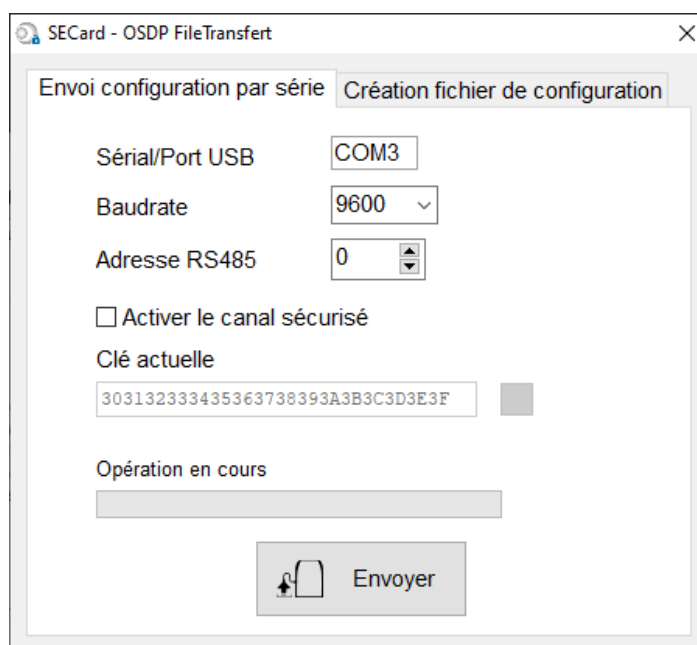 SECard - OSDP FileTransfert
Envoi configuration par série
Création fichier de configuration
Sérial/Port USB
COM3
Baudrate
9600
Adresse RS485
0
Activer le canal sécurisé
Clé actuelle
303132333435363738393A3B3C3D3E3F
Opération en cours
Envoyer